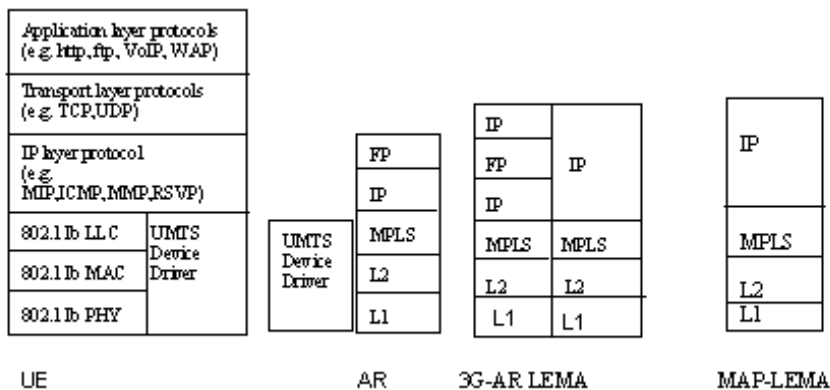 Application layer protocols
(e.g. http, ftp, VoIP, WAP)
Transport layer protocols
(e.g. TCP,UDP)
IP layer protocol
(e.g.
MIP,ICMP,MMP,RSVP)
802.11b LLC
802.11b MAC
802.11b PHY
UMTS
Device
Driver
UE
UMTS
Device
Driver
FP
IP
MPLS
L2
L1
AR
IP
FP
IP
MPLS
L2
L1
IP
MPLS
L2
L1
3G-AR LEMA
IP
MPLS
L2
L1
MAP-LEMA